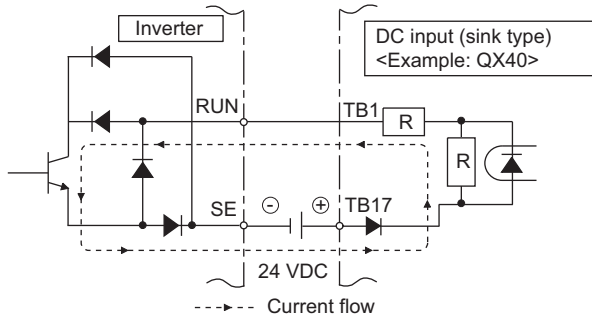 Inverter
DC input (sink type)
<Example: QX40>
RUN
TB1
R
R
SE
⊖
⊕
TB17
24 VDC
Current flow